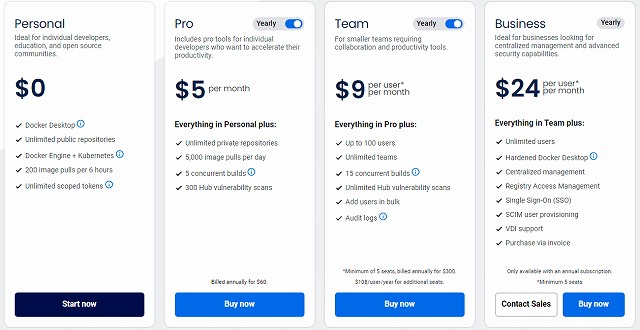 Personal
Ideal for individual developers,
education, and open source
communities.
$0
Docker Desktop
Unlimited public repositories
Docker Engine + Kubernetes
200 image pulls per 6 hours
Unlimited scoped tokens
Start now
Pro
Yearly
Includes pro tools for individual
developers who want to accelerate their
productivity.
$5 per month
Everything in Personal plus:
Unlimited private repositories
5,000 image pulls per day
5 concurrent builds
300 Hub vulnerability scans
Billed annually for $60.
Buy now
Team
Yearly
For smaller teams requiring
collaboration and productivity tools.
$9 per user*
per month
Everything in Pro plus:
Up to 100 users
Unlimited teams
15 concurrent builds
Unlimited Hub vulnerability scans
Add users in bulk
Audit logs
*Minimum of 5 seats, billed annually for $300.
$108/user/year for additional seats.
Buy now
Business
Yearly
Ideal for businesses looking for
centralized management and advanced
security capabilities.
$24 per user*
per month
Everything in Team plus:
Unlimited users
Hardened Docker Desktop
Centralized management
Registry Access Management
Single Sign-On (SSO)
SCIM user provisioning
VDI support
Purchase via invoice
Only available with an annual subscription.
*Minimum 5 seats
Contact Sales
Buy now